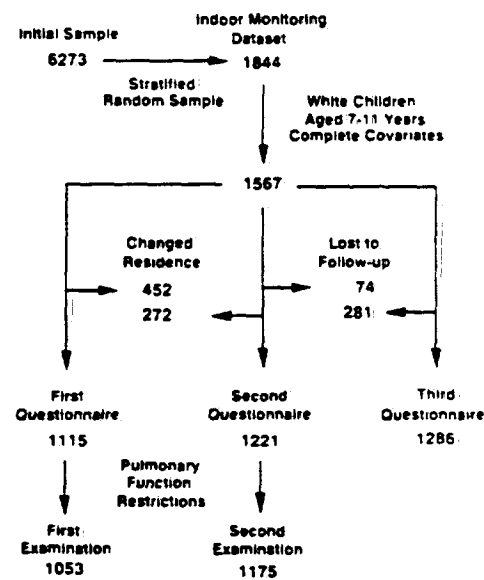 Initial Sample
6273
Indoor Monitoring
Dataset
1844
Stratified
Random Sample
White Children
Aged 7-11 Years
Complete Covariates
1567
Changed
Residence
452
272
Lost to
Follow-up
74
281
First
Questionnaire
1115
Second
Questionnaire
1221
Third
Questionnaire
1286
Pulmonary
Function
Restrictions
First
Examination
1053
Second
Examination
1175